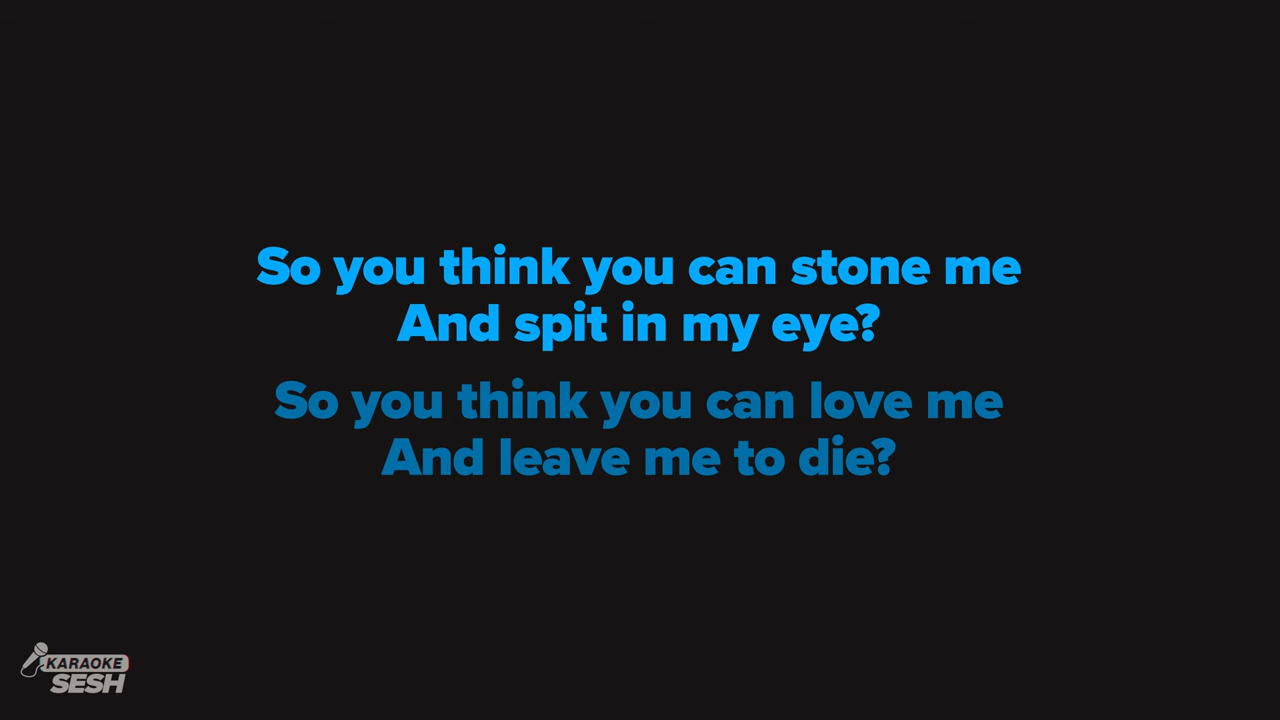 So you think you can stone me
And spit in my eye?
So you think you can love me
And leave me to die?
KARAOKE
SESH